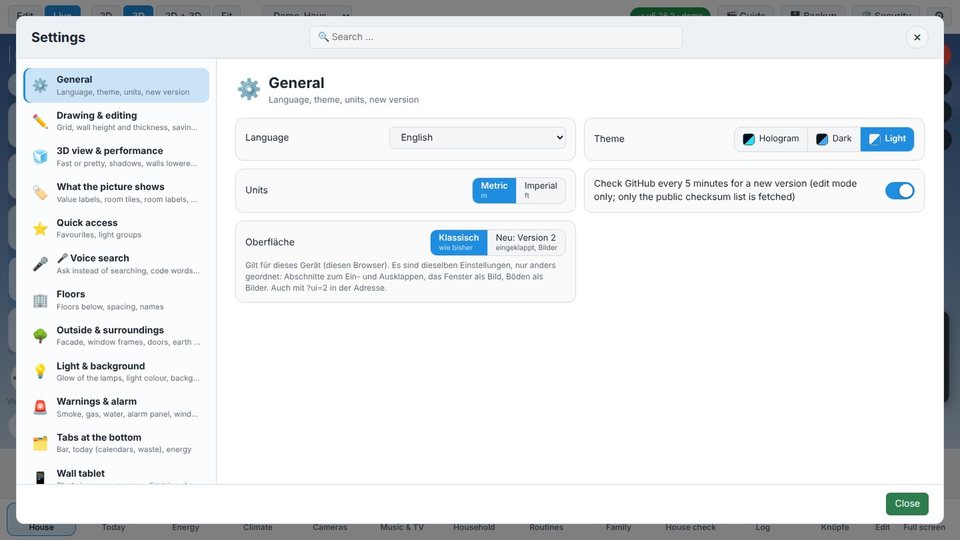 Edit Live 2D 3D 2D + 3D Fit Demo-Haus Guide Backup Security
Settings
Search ...
General
Language, theme, units, new version
Drawing & editing
Grid, wall height and thickness, savin...
3D view & performance
Fast or pretty, shadows, walls lowere...
What the picture shows
Value labels, room tiles, room labels, ...
Quick access
Favourites, light groups
Voice search
Ask instead of searching, code words...
Floors
Floors below, spacing, names
Outside & surroundings
Facade, window frames, doors, earth ...
Light & background
Glow of the lamps, light colour, backg...
Warnings & alarm
Smoke, gas, water, alarm panel, wind...
Tabs at the bottom
Bar, today (calendars, waste), energy
Wall tablet
General
Language, theme, units, new version
Language English
Theme Hologram Dark Light
Units Metric Imperial
m ft
Check GitHub every 5 minutes for a new version (edit mode
only; only the public checksum list is fetched)
Oberfläche Klassisch Neu: Version 2
wie bisher eingeklappt, Bilder
Gilt für dieses Gerät (diesen Browser). Es sind dieselben Einstellungen, nur anders
geordnet: Abschnitte zum Ein- und Ausklappen, das Fenster als Bild, Böden als
Bilder. Auch mit ?ui=2 in der Adresse.
Close
House Today Energy Climate Cameras Music & TV Household Routines Family House check Log Knöpfe Edit Full screen